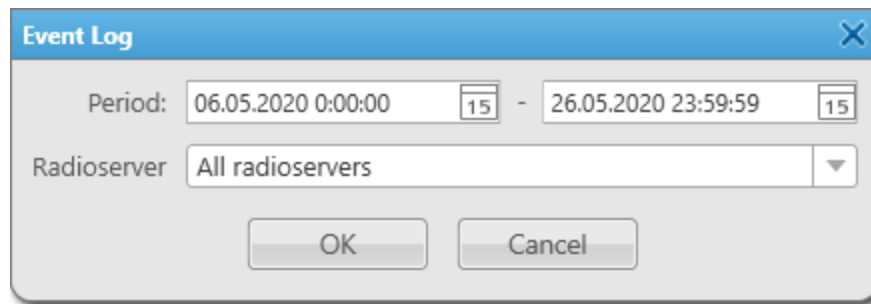 Event Log
Period: 06.05.2020 0:00:00 15 - 26.05.2020 23:59:59 15
Radioserver All radioservers
OK Cancel